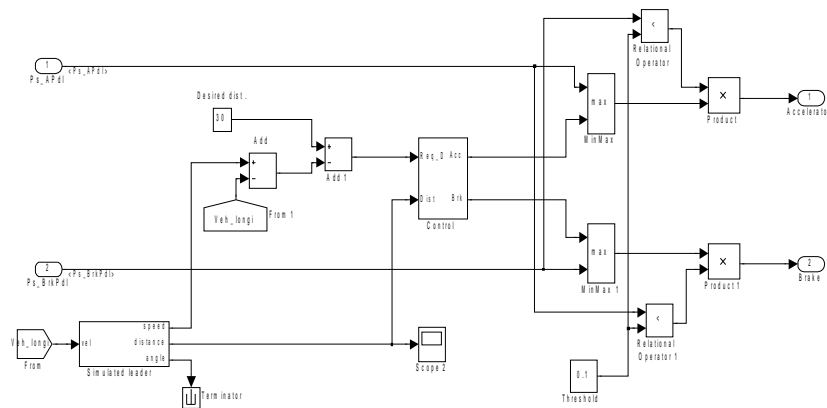 <
Relational
Operator
1
<Ps_APdl>
Ps_APdl
Desired dist.
30
max
MinMax
×
Product
1
Accelerato
Add
+
−
+
−
Add1
Req_D
Acc
Dist
Brk
Control
Veh_longi
From1
2
<Ps_BrkPdl>
Ps_BrkPdl
max
MinMax1
×
Product1
2
Brake
<
Relational
Operator1
Veh_longi
From
vel
speed
distance
angle
Simulated leader
Scope2
Terminator
0.1
Threshold